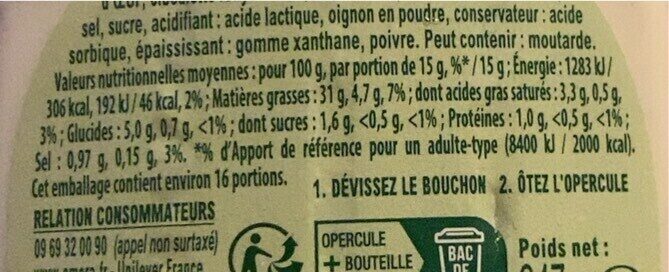 sel, sucre, acidifiant : acide lactique, oignon en poudre, conservateur : acide
sorbique, épaississant : gomme xanthane, poivre. Peut contenir : moutarde.
Valeurs nutritionnelles moyennes : pour 100 g, par portion de 15 g, %* / 15 g ; Énergie : 1283 kJ /
306 kcal, 192 kJ / 46 kcal, 2% ; Matières grasses : 31 g, 4,7 g, 7% ; dont acides gras saturés : 3,3 g, 0,5 g,
3% ; Glucides : 5,0 g, 0,7 g, <1% ; dont sucres : 1,6 g, <0,5 g, <1% ; Protéines : 1,0 g, <0,5 g, <1% ;
Sel : 0,97 g, 0,15 g, 3%. *% d'Apport de référence pour un adulte-type (8400 kJ / 2000 kcal).
Cet emballage contient environ 16 portions.
1. DÉVISSEZ LE BOUCHON 2. ÔTEZ L'OPERCULE
RELATION CONSOMMATEURS
09 69 32 00 90 (appel non surtaxé)
Unilever France
OPERCULE
+ BOUTEILLE
BAC
DE
Poids net :